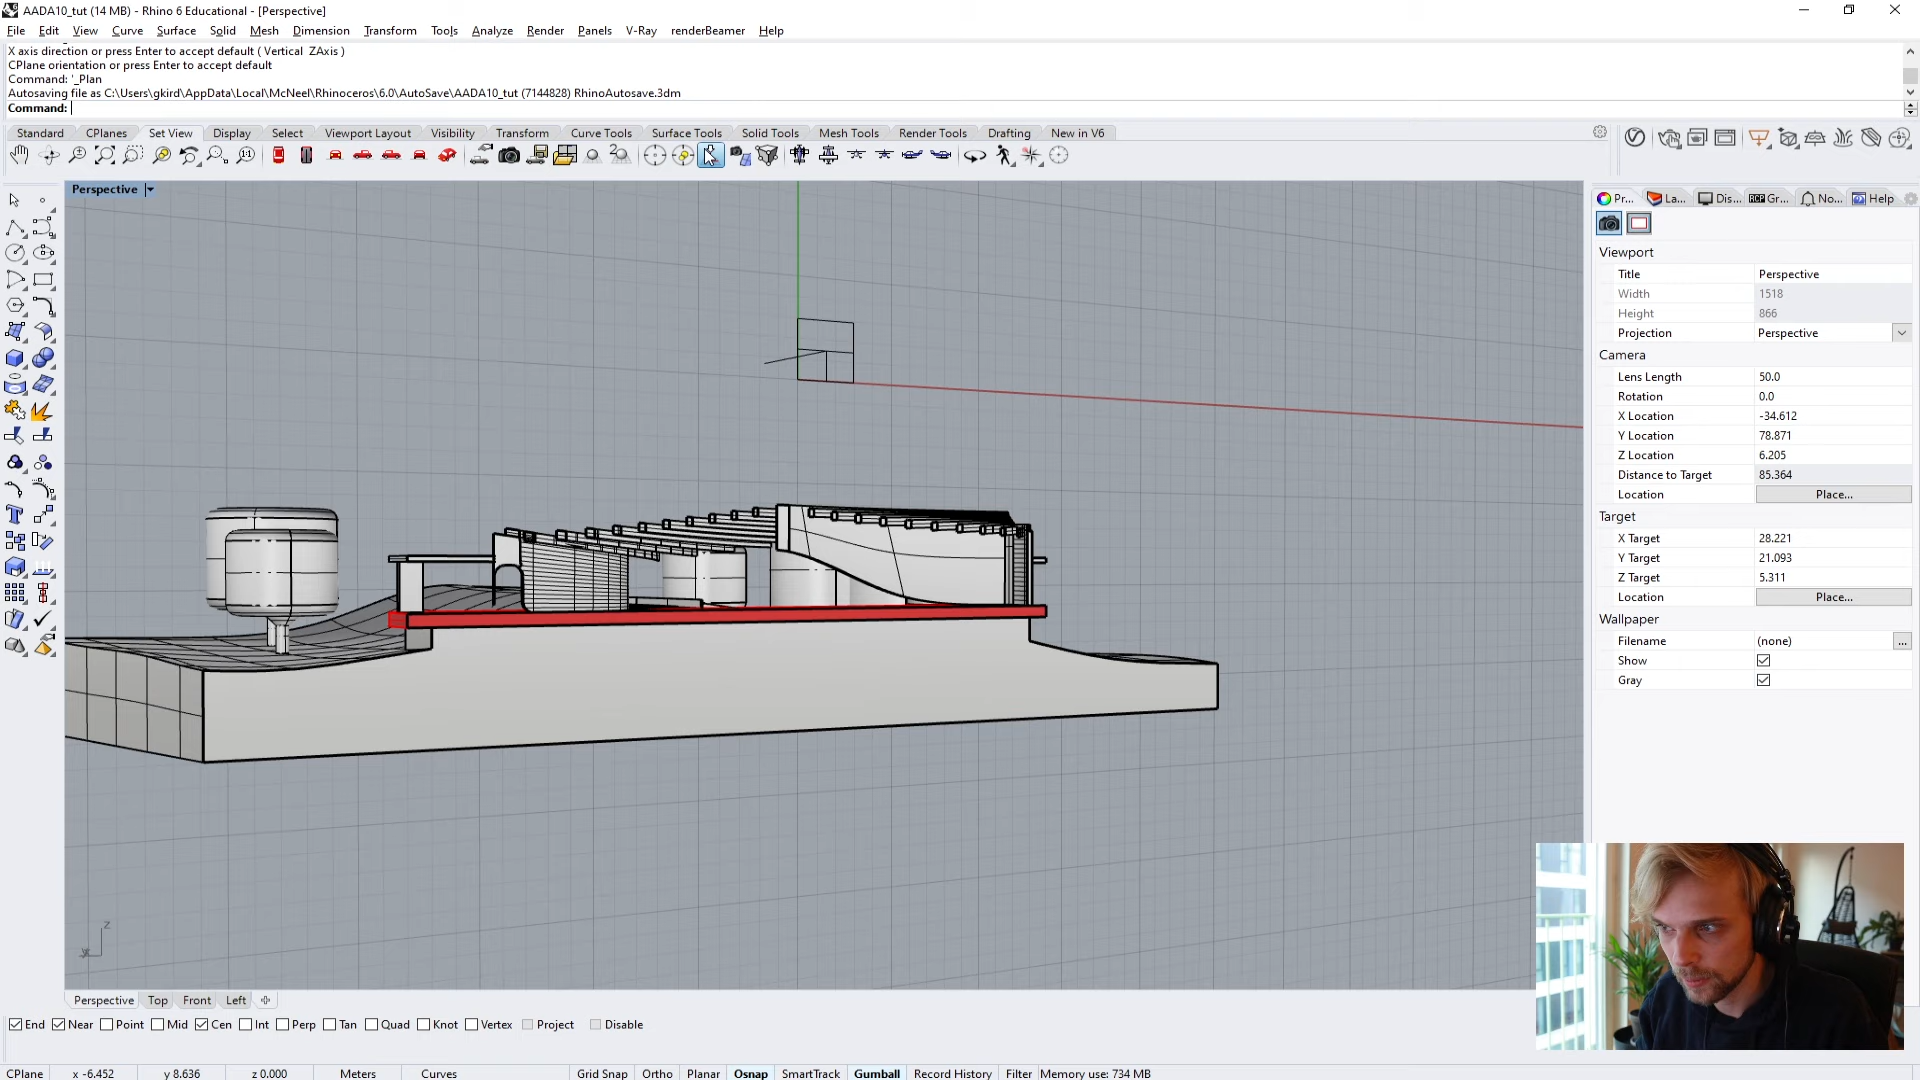 AADA10_tut (14 MB) - Rhino 6 Educational - [Perspective]
File Edit View Curve Surface Solid Mesh Dimension Transform Tools Analyze Render Panels V-Ray renderBeamer Help
X axis direction or press Enter to accept default ( Vertical ZAxis )
CPlane orientation or press Enter to accept default
Command: '_Plan
Autosaving file as C:\Users\gkird\AppData\Local\McNeel\Rhinoceros\6.0\AutoSave\AADA10_tut (7144828) RhinoAutosave.3dm
Command:
Standard CPlanes Set View Display Select Viewport Layout Visibility Transform Curve Tools Surface Tools Solid Tools Mesh Tools Render Tools Drafting New in V6
Perspective
Pr... La... Dis... Gr... No... Help
Viewport
Title Perspective
Width 1518
Height 866
Projection Perspective
Camera
Lens Length 50.0
Rotation 0.0
X Location -34.612
Y Location 78.871
Z Location 6.205
Distance to Target 85.364
Location Place...
Target
X Target 28.221
Y Target 21.093
Z Target 5.311
Location Place...
Wallpaper
Filename (none) ...
Show
Gray
z
y
Perspective Top Front Left
End Near Point Mid Cen Int Perp Tan Quad Knot Vertex Project Disable
CPlane x -6.452 y 8.636 z 0.000 Meters Curves Grid Snap Ortho Planar Osnap SmartTrack Gumball Record History Filter Memory use: 734 MB